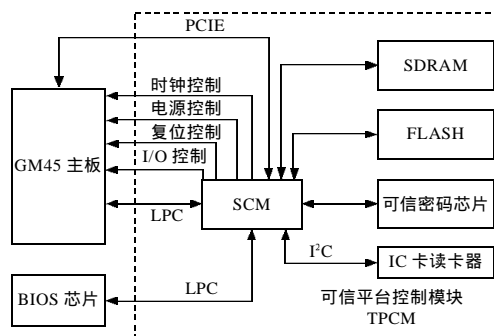 PCIE
时钟控制
电源控制
复位控制
I/O 控制
GM45 主板
LPC
SCM
SDRAM
FLASH
可信密码芯片
I²C
IC 卡读卡器
BIOS 芯片
LPC
可信平台控制模块
TPCM